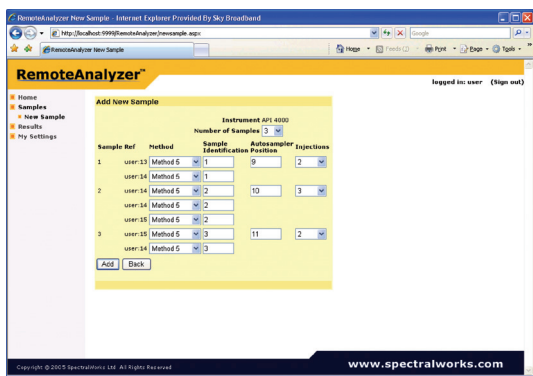 RemoteAnalyzer New Sample - Internet Explorer Provided By Sky Broadband
http://localhost:9999/RemoteAnalyzer/newsample.aspx
Google
RemoteAnalyzer New Sample
Home
Feeds (J)
Print
Page
Tools
RemoteAnalyzer™
logged in: user (Sign out)
Home
Samples
New Sample
Results
My Settings
Add New Sample
Instrument API 4000
Number of Samples 3
Sample Ref Method Sample Identification Autosampler Position Injections
1 user:13 Method 5 1 9 2
user:14 Method 5 1
2 user:14 Method 5 2 10 3
user:14 Method 5 2
user:15 Method 5 2
3 user:15 Method 5 3 11 2
user:14 Method 5 3
Add Back
Copyright @ 2005 SpectralWorks Ltd All Rights Reserved
www.spectralworks.com